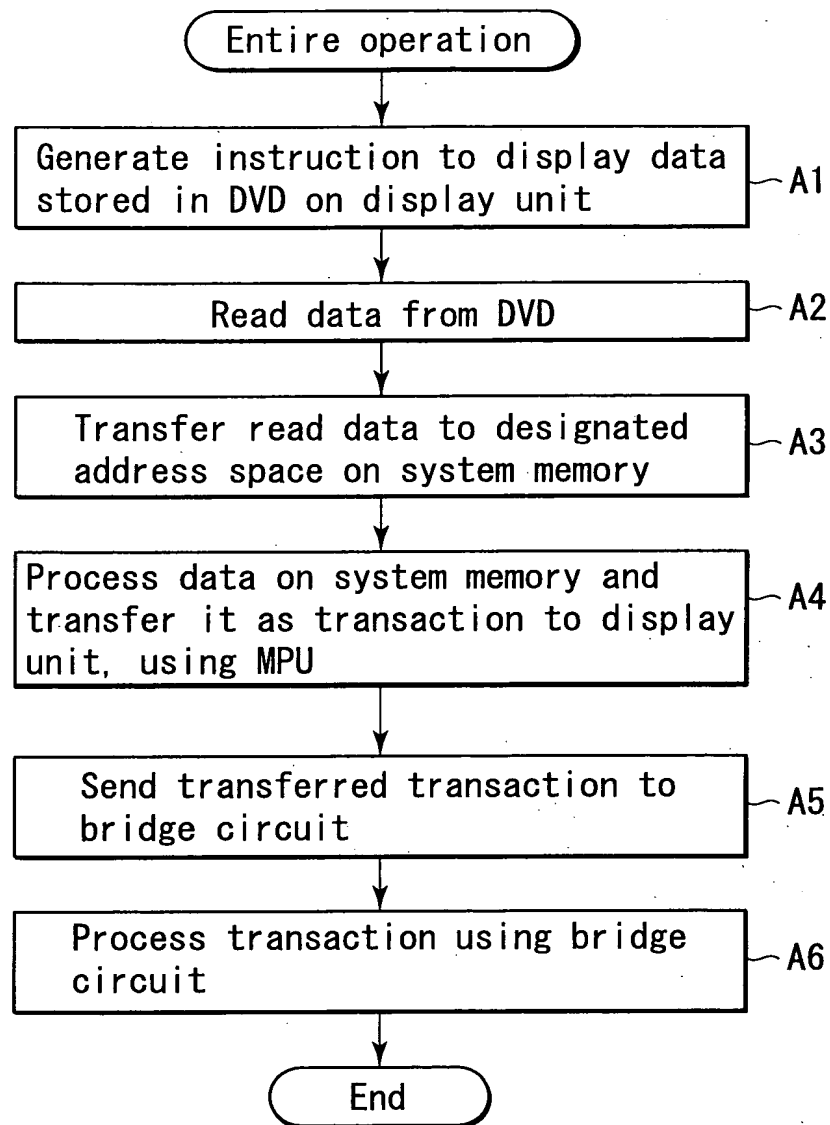 Entire operation
Generate instruction to display data
stored in DVD on display unit
A1
Read data from DVD
A2
Transfer read data to designated
address space on system memory
A3
Process data on system memory and
transfer it as transaction to display
unit, using MPU
A4
Send transferred transaction to
bridge circuit
A5
Process transaction using bridge
circuit
A6
End